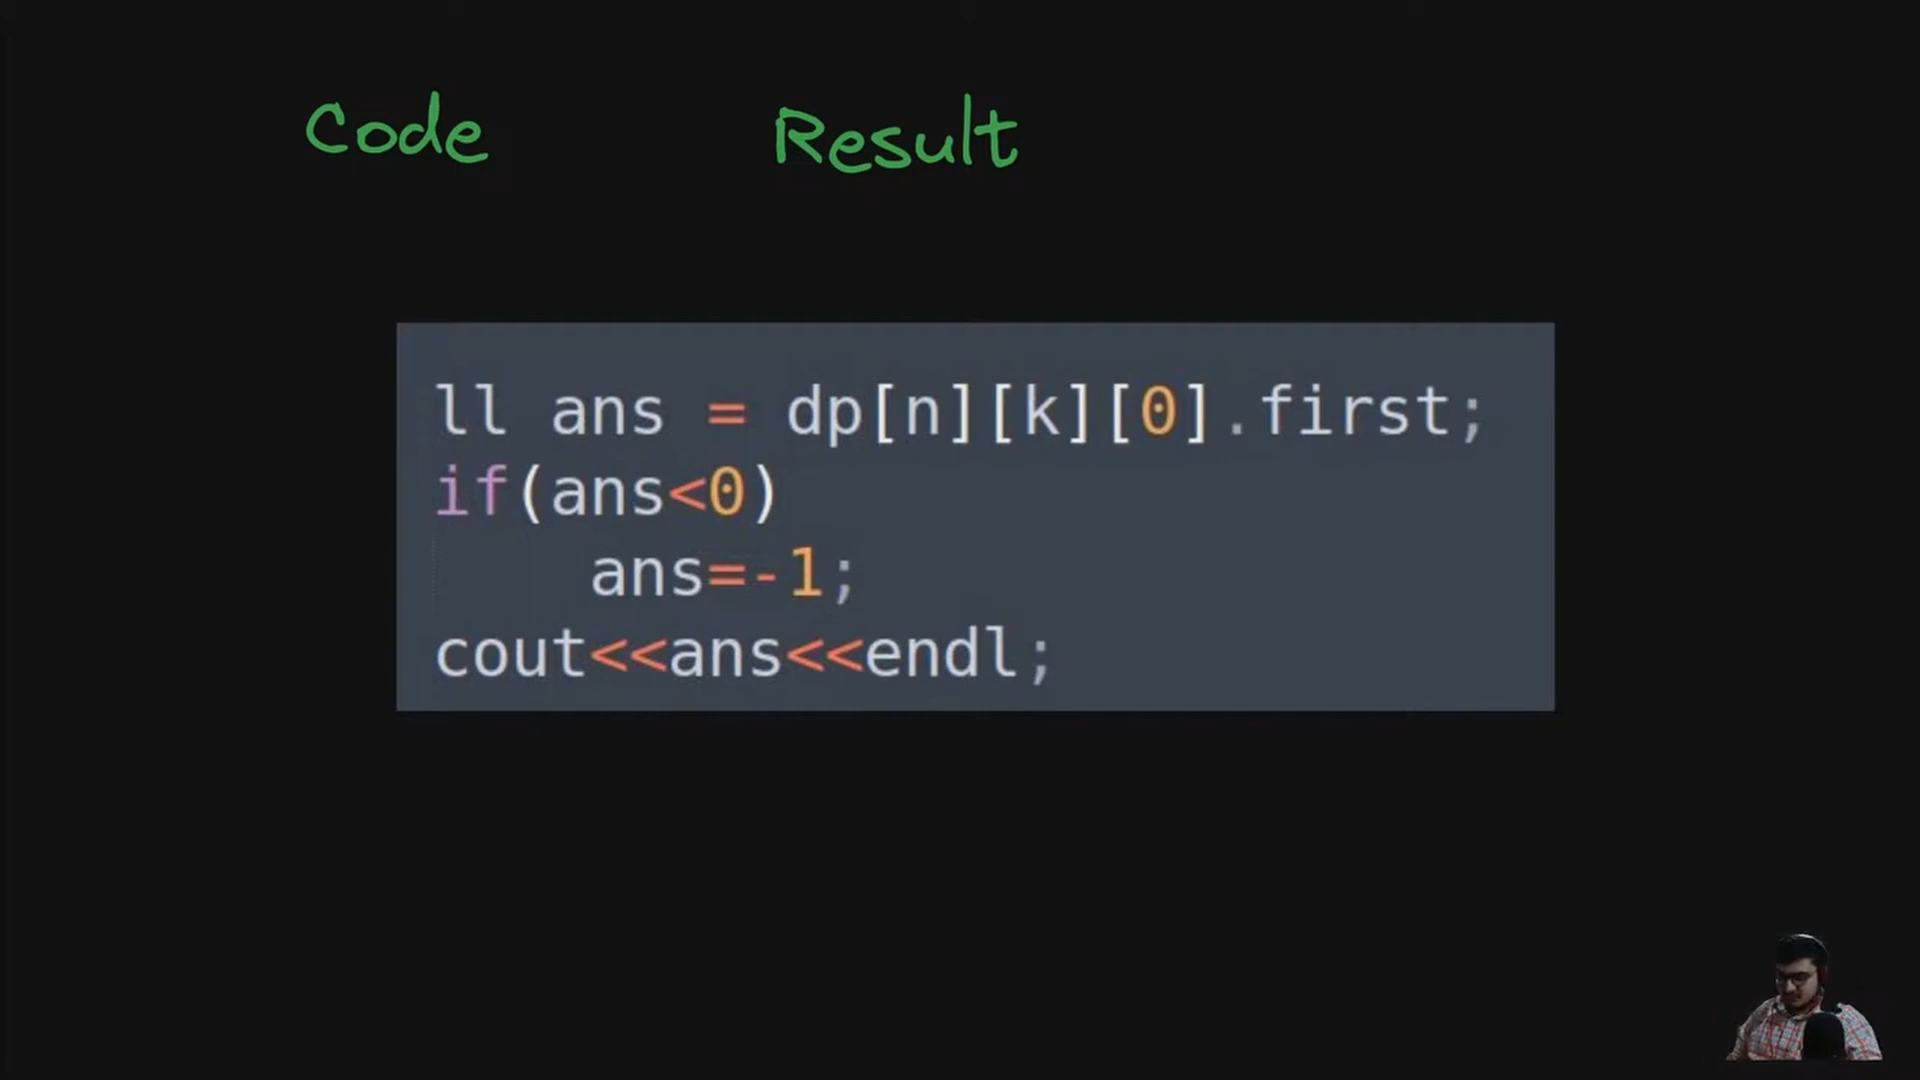 Code Result
ll ans = dp[n][k][0].first;
if(ans<0)
    ans=-1;
cout<<ans<<endl;